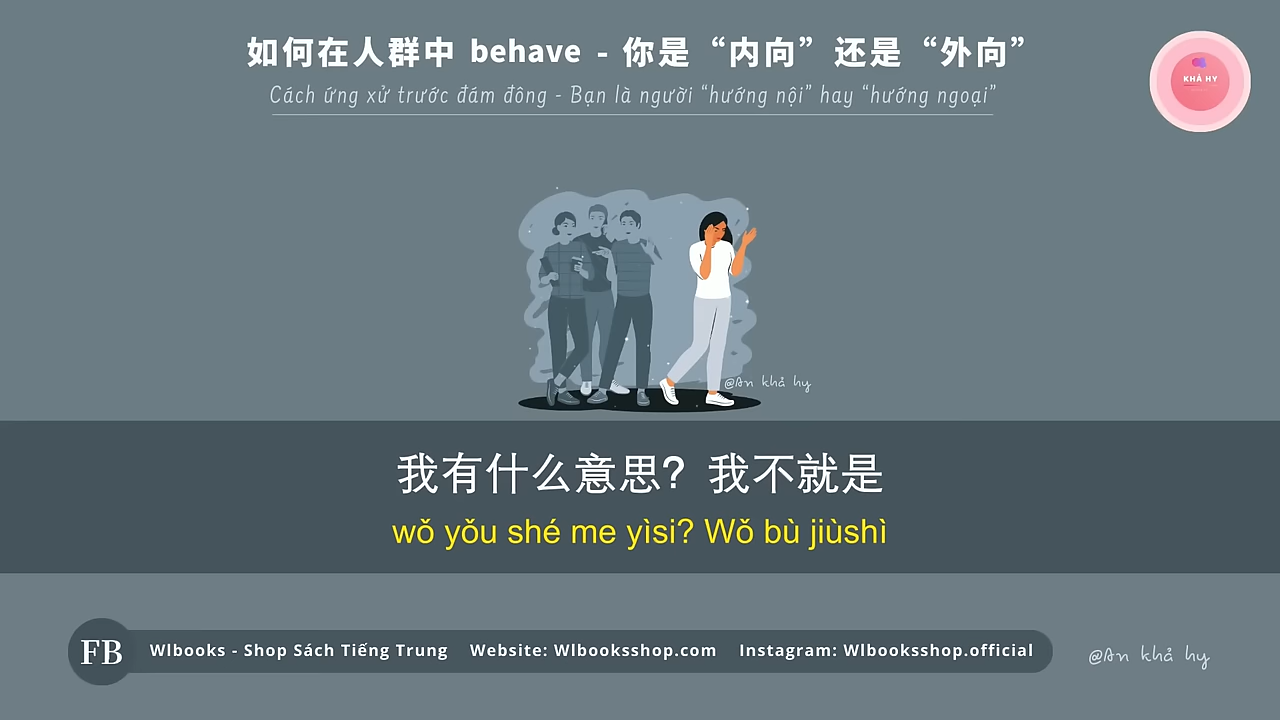 如何在人群中 behave - 你是“内向”还是“外向”
Cách ứng xử trước đám đông - Bạn là người “hướng nội” hay “hướng ngoại”
KHẢ HY
@An khả hy
我有什么意思? 我不就是
wǒ yǒu shé me yìsi? Wǒ bù jiùshì
FB Wlbooks - Shop Sách Tiếng Trung Website: Wlbooksshop.com Instagram: Wlbooksshop.official
@An khả hy